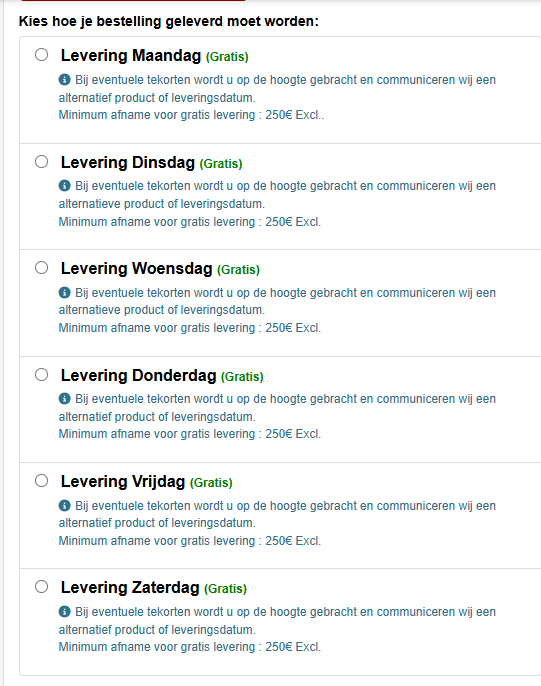 Kies hoe je bestelling geleverd moet worden:
Levering Maandag (Gratis)
Bij eventuele tekorten wordt u op de hoogte gebracht en communiceren wij een
alternatief product of leveringsdatum.
Minimum afname voor gratis levering : 250€ Excl..
Levering Dinsdag (Gratis)
Bij eventuele tekorten wordt u op de hoogte gebracht en communiceren wij een
alternatieve product of leveringsdatum.
Minimum afname voor gratis levering : 250€ Excl.
Levering Woensdag (Gratis)
Bij eventuele tekorten wordt u op de hoogte gebracht en communiceren wij een
alternatieve product of leveringsdatum.
Minimum afname voor gratis levering : 250€ Excl.
Levering Donderdag (Gratis)
Bij eventuele tekorten wordt u op de hoogte gebracht en communiceren wij een
alternatief product of leveringsdatum.
Minimum afname voor gratis levering : 250€ Excl.
Levering Vrijdag (Gratis)
Bij eventuele tekorten wordt u op de hoogte gebracht en communiceren wij een
alternatief product of leveringsdatum.
Minimum afname voor gratis levering : 250€ Excl.
Levering Zaterdag (Gratis)
Bij eventuele tekorten wordt u op de hoogte gebracht en communiceren wij een
alternatief product of leveringsdatum.
Minimum afname voor gratis levering : 250€ Excl.